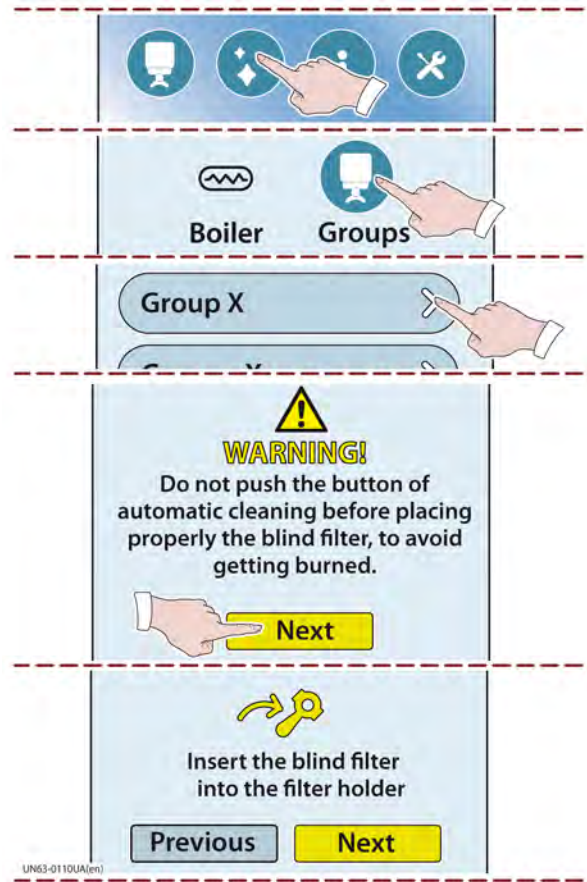 Boiler Groups
Group X
WARNING!
Do not push the button of
automatic cleaning before placing
properly the blind filter, to avoid
getting burned.
Next
Insert the blind filter
into the filter holder
Previous Next
UN63-0110UA(en)